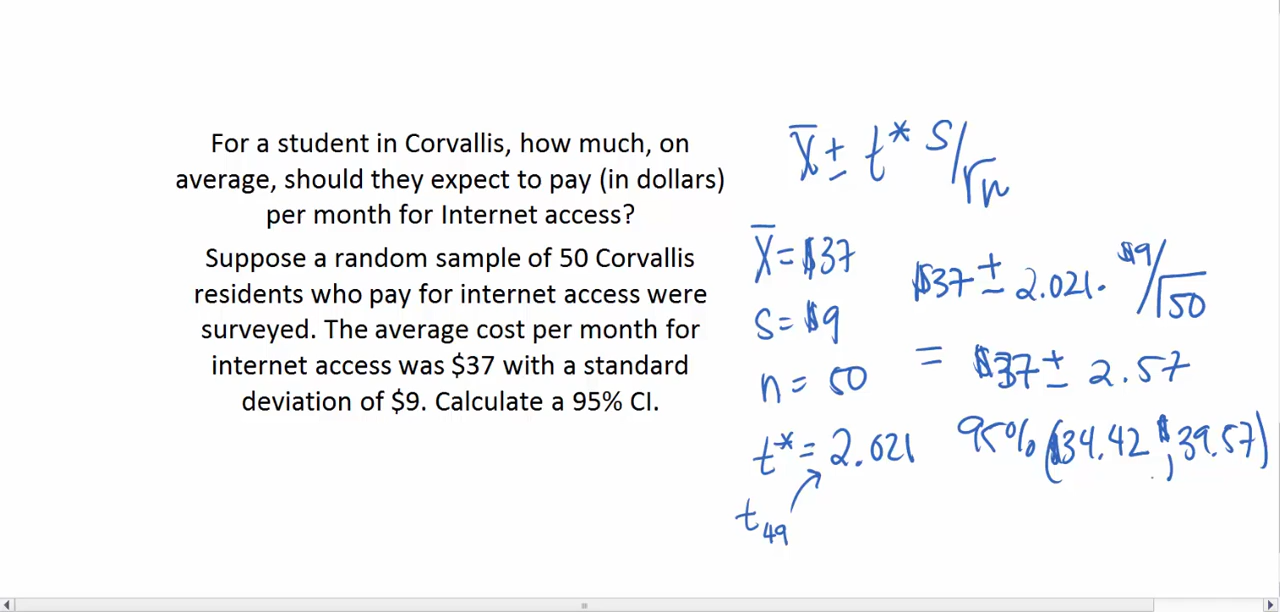 For a student in Corvallis, how much, on
average, should they expect to pay (in dollars)
per month for Internet access?
Suppose a random sample of 50 Corvallis
residents who pay for internet access were
surveyed. The average cost per month for
internet access was $37 with a standard
deviation of $9. Calculate a 95% CI.
x̄ ± t* s/√n
x̄ = $37
s = $9
n = 50
t* = 2.021
t₄₉
$37 ± 2.021 · $9/√50
= $37 ± 2.57
95% ($34.42, $39.57)